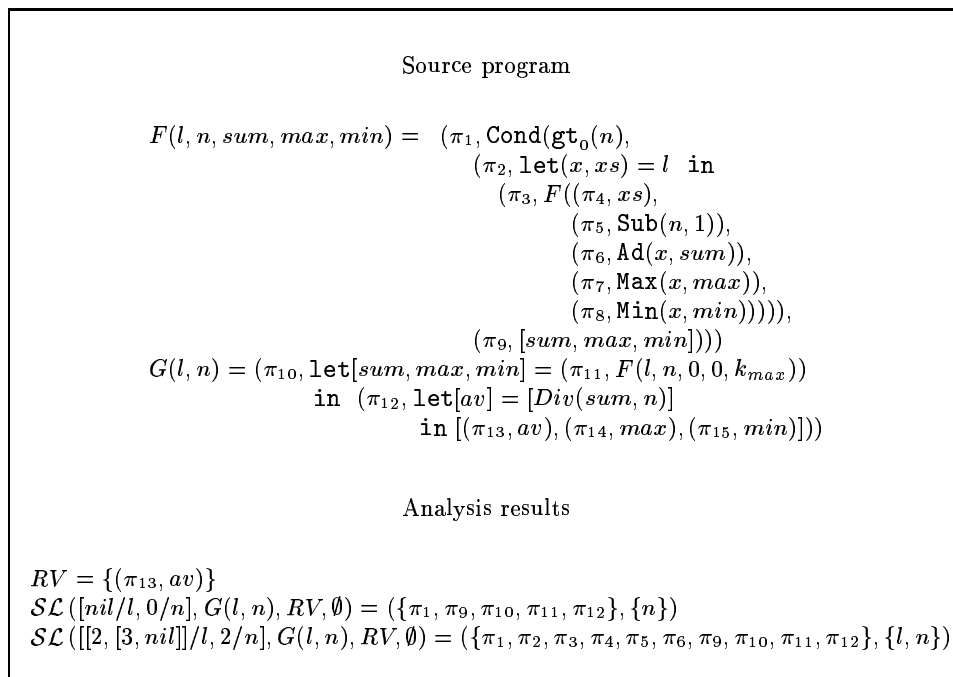 Source program
F(l, n, sum, max, min) = (π₁, Cond(gt₀(n),
(π₂, let(x, xs) = l in
(π₃, F((π₄, xs),
(π₅, Sub(n, 1)),
(π₆, Ad(x, sum)),
(π₇, Max(x, max)),
(π₈, Min(x, min))))),
(π₉, [sum, max, min])))
G(l, n) = (π₁₀, let[sum, max, min] = (π₁₁, F(l, n, 0, 0, kₘₐₓ))
in (π₁₂, let[av] = [Div(sum, n)]
in [(π₁₃, av), (π₁₄, max), (π₁₅, min)]))
Analysis results
RV = {(π₁₃, av)}
𝒮ℒ([nil/l, 0/n], G(l, n), RV, ∅) = ({π₁, π₉, π₁₀, π₁₁, π₁₂}, {n})
𝒮ℒ([[2, [3, nil]]/l, 2/n], G(l, n), RV, ∅) = ({π₁, π₂, π₃, π₄, π₅, π₆, π₉, π₁₀, π₁₁, π₁₂}, {l, n})